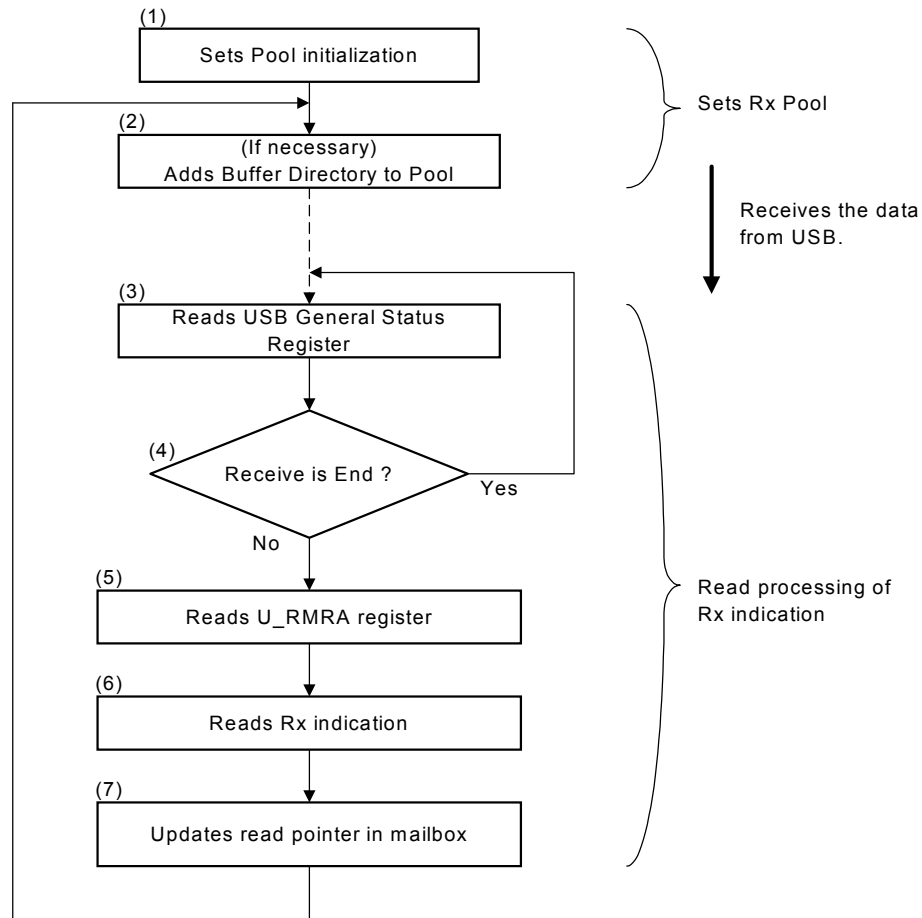 (1)
Sets Pool initialization
Sets Rx Pool
(2)
(If necessary)
Adds Buffer Directory to Pool
Receives the data
from USB.
(3)
Reads USB General Status
Register
(4)
Receive is End ?
Yes
No
(5)
Reads U_RMRA register
Read processing of
Rx indication
(6)
Reads Rx indication
(7)
Updates read pointer in mailbox